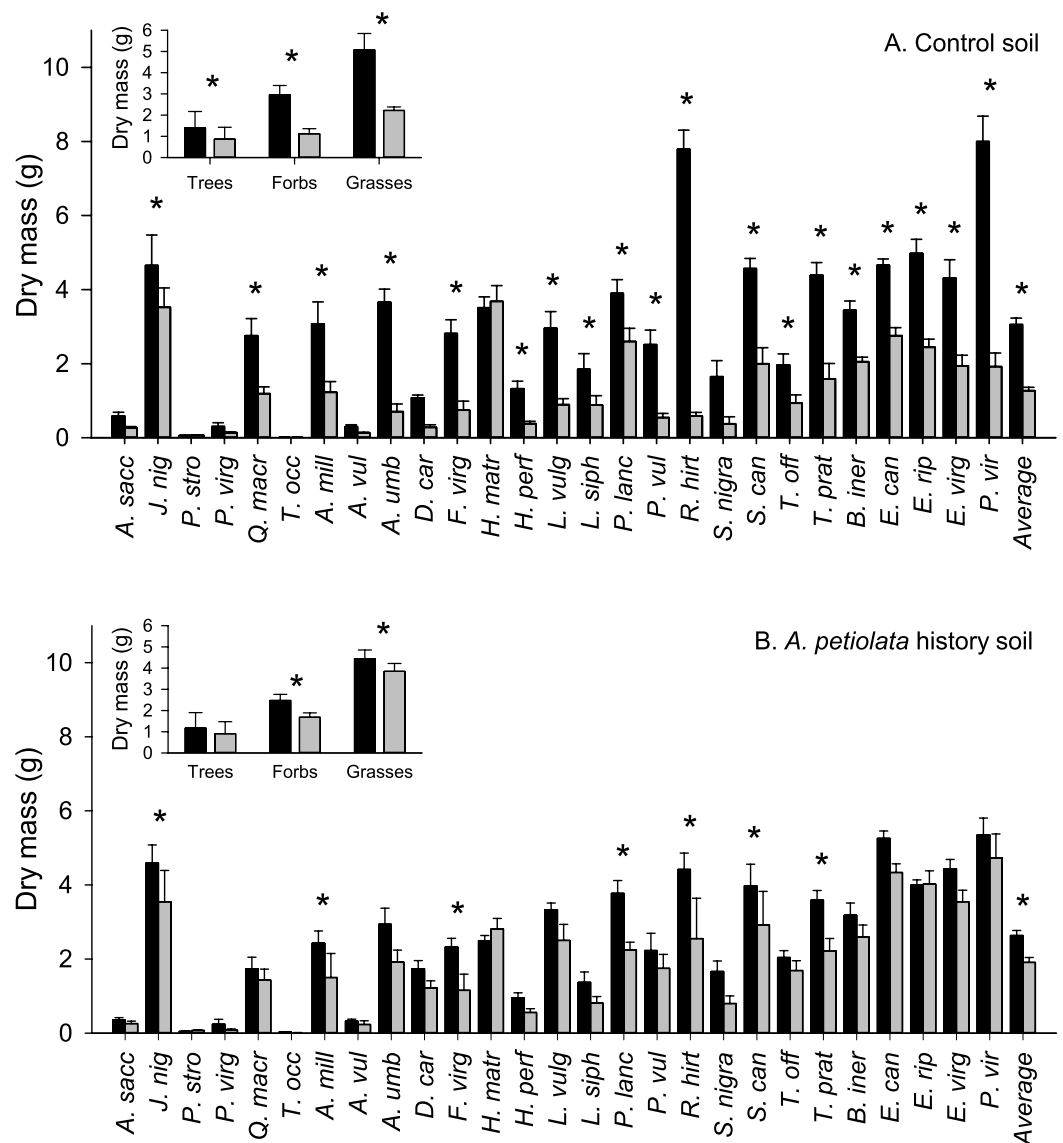 A. Control soil
Dry mass (g)
10
8
6
4
2
0
Dry mass (g)
6
5
4
3
2
1
0
* * *
Trees Forbs Grasses
* * * * * * * * * * * * * * * * * * * *
A. sacc J. nig P. stro P. virg Q. macr T. occ A. mill A. vul A. umb D. car F. virg H. matr H. perf L. vulg L. siph P. lanc P. vul R. hirt S. nigra S. can T. off T. prat B. iner E. can E. rip E. virg P. vir Average
B. A. petiolata history soil
Dry mass (g)
10
8
6
4
2
0
Dry mass (g)
6
5
4
3
2
1
0
* *
Trees Forbs Grasses
* * * * * * * *
A. sacc J. nig P. stro P. virg Q. macr T. occ A. mill A. vul A. umb D. car F. virg H. matr H. perf L. vulg L. siph P. lanc P. vul R. hirt S. nigra S. can T. off T. prat B. iner E. can E. rip E. virg P. vir Average